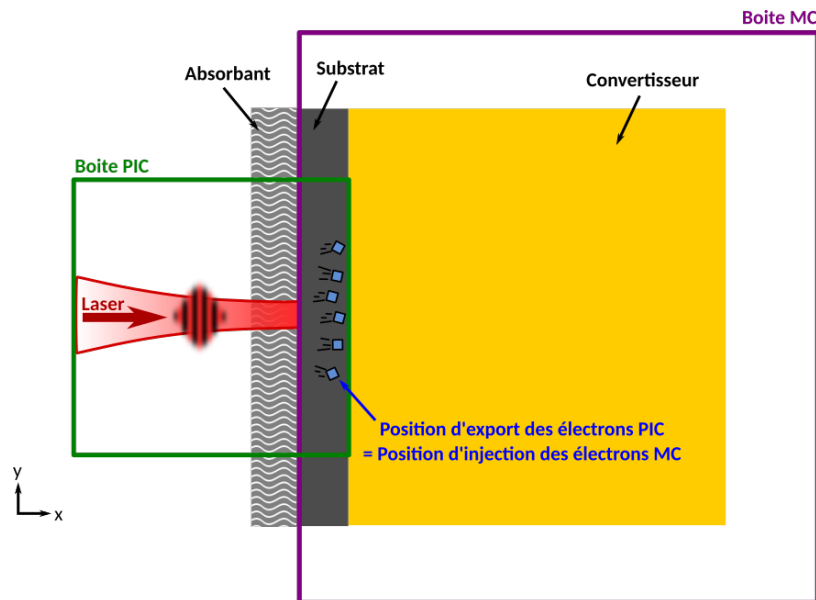 Boite MC
Absorbant
Substrat
Convertisseur
Boite PIC
Laser
Position d'export des électrons PIC
= Position d'injection des électrons MC
y
x